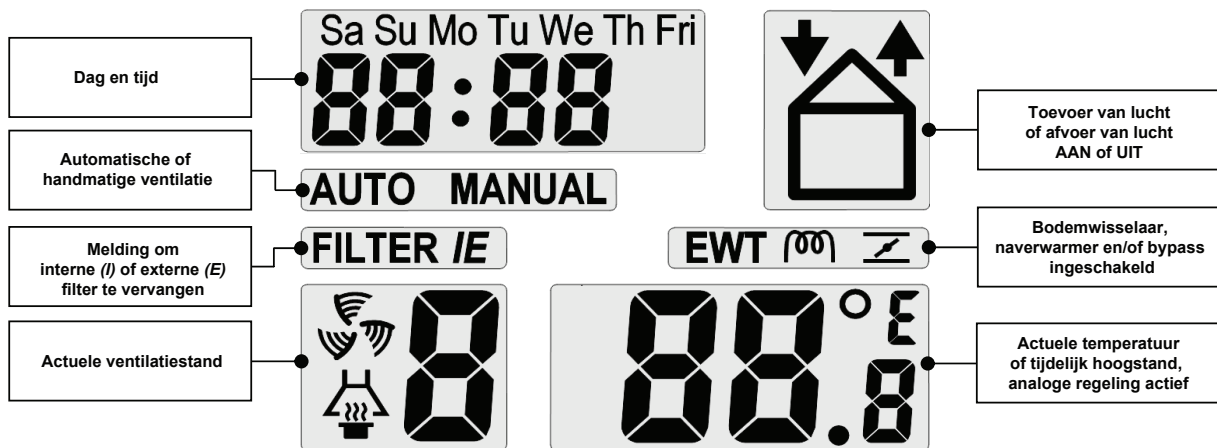 Sa Su Mo Tu We Th Fri
88:88
Dag en tijd
Toevoer van lucht
of afvoer van lucht
AAN of UIT
Automatische of
handmatige ventilatie
AUTO MANUAL
Melding om
interne (I) of externe (E)
filter te vervangen
FILTER IE
EWT
Bodemwisselaar,
naverwarmer en/of bypass
ingeschakeld
Actuele ventilatiestand
8
88.8°E
Actuele temperatuur
of tijdelijk hoogstand,
analoge regeling actief